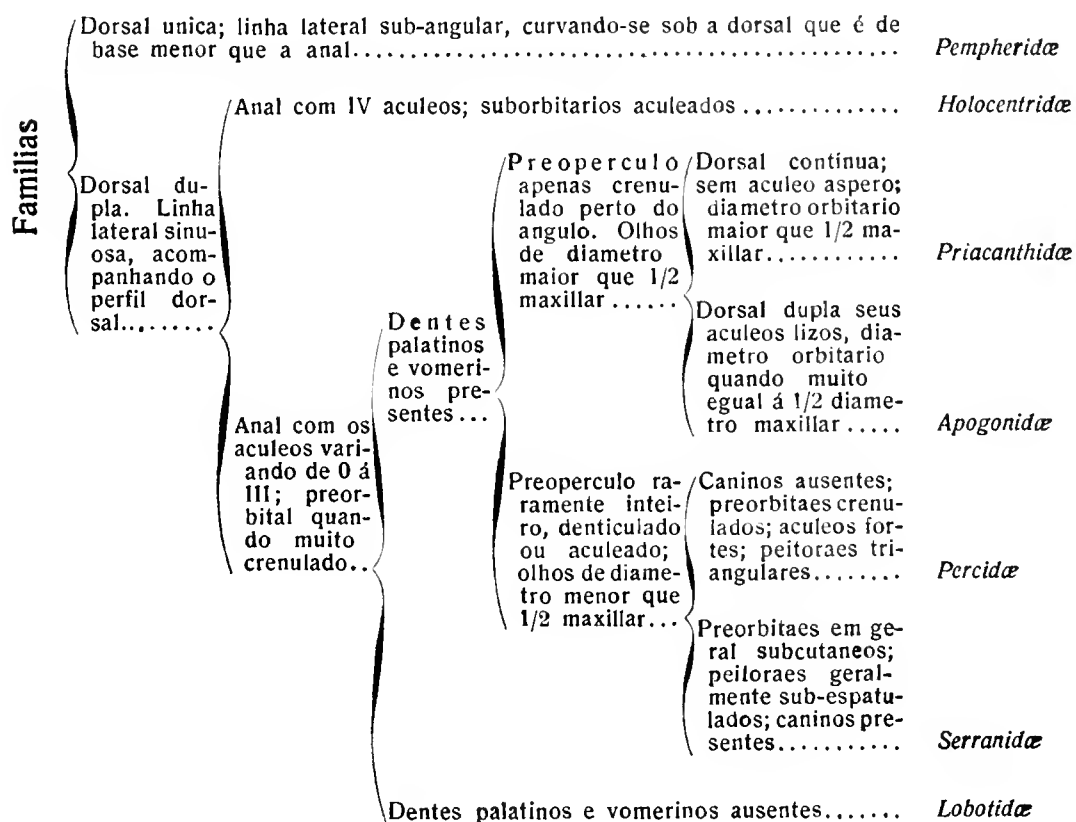 Familias
Dorsal unica; linha lateral sub-angular, curvando-se sob a dorsal que é de
base menor que a anal.................................................... Pempheridæ
Anal com IV aculeos; suborbitarios aculeados .............. Holocentridæ
Dorsal du-
pla. Linha
lateral sinu-
osa, acom-
panhando o
perfil dor-
sal..........
Anal com os
aculeos vari-
ando de 0 á
III; preor-
bital quan-
do muito
crenulado..
Dentes
palatinos
e vomeri-
nos pre-
sentes...
Preoperculo
apenas crenu-
lado perto do
angulo. Olhos
de diametro
maior que 1/2
maxillar ......
Dorsal continua;
sem aculeo aspero;
diametro orbitario
maior que 1/2 ma-
xillar............ Priacanthidæ
Dorsal dupla seus
aculeos lizos, dia-
metro orbitario
quando muito
egual á 1/2 diame-
tro maxillar ..... Apogonidæ
Preoperculo ra-
ramente intei-
ro, denticulado
ou aculeado;
olhos de diame-
tro menor que
1/2 maxillar...
Caninos ausentes;
preorbitaes crenu-
lados; aculeos for-
tes; peitoraes tri-
angulares........ Percidæ
Preorbitaes em ge-
ral subcutaneos;
peiloraes geral-
mente sub-espatu-
lados; caninos pre-
sentes........... Serranidæ
Dentes palatinos e vomerinos ausentes....... Lobotidæ